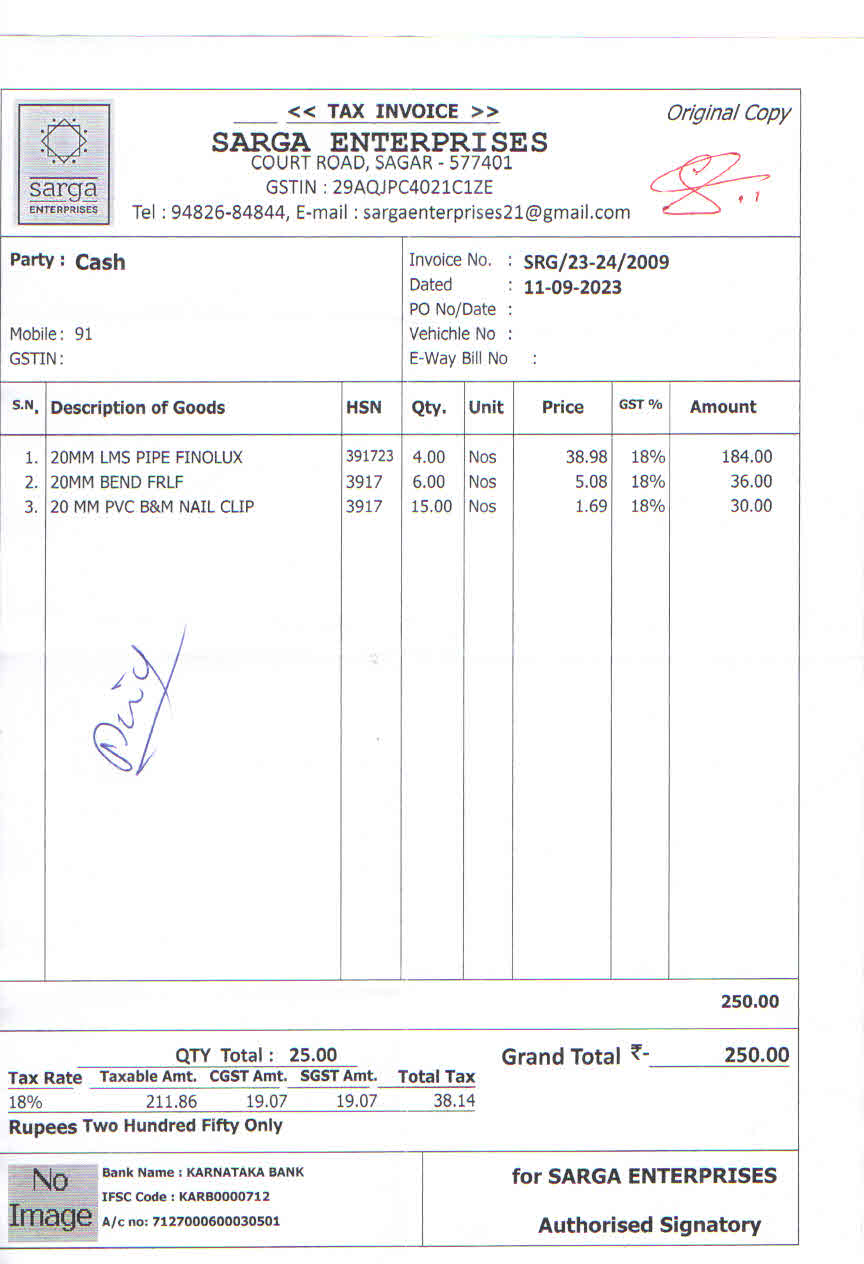 << TAX INVOICE >>
Original Copy
SARGA ENTERPRISES
COURT ROAD, SAGAR - 577401
GSTIN : 29AQJPC4021C1ZE
Tel : 94826-84844, E-mail : sargaenterprises21@gmail.com
sarga
ENTERPRISES
Party : Cash
Mobile : 91
GSTIN :
Invoice No. : SRG/23-24/2009
Dated : 11-09-2023
PO No/Date :
Vehichle No :
E-Way Bill No :
S.N. Description of Goods HSN Qty. Unit Price GST % Amount
1. 20MM LMS PIPE FINOLUX 391723 4.00 Nos 38.98 18% 184.00
2. 20MM BEND FRLF 3917 6.00 Nos 5.08 18% 36.00
3. 20 MM PVC B&M NAIL CLIP 3917 15.00 Nos 1.69 18% 30.00
250.00
QTY Total : 25.00 Grand Total ₹- 250.00
Tax Rate Taxable Amt. CGST Amt. SGST Amt. Total Tax
18% 211.86 19.07 19.07 38.14
Rupees Two Hundred Fifty Only
No
Image
Bank Name : KARNATAKA BANK
IFSC Code : KARB0000712
A/c no: 7127000600030501
for SARGA ENTERPRISES
Authorised Signatory